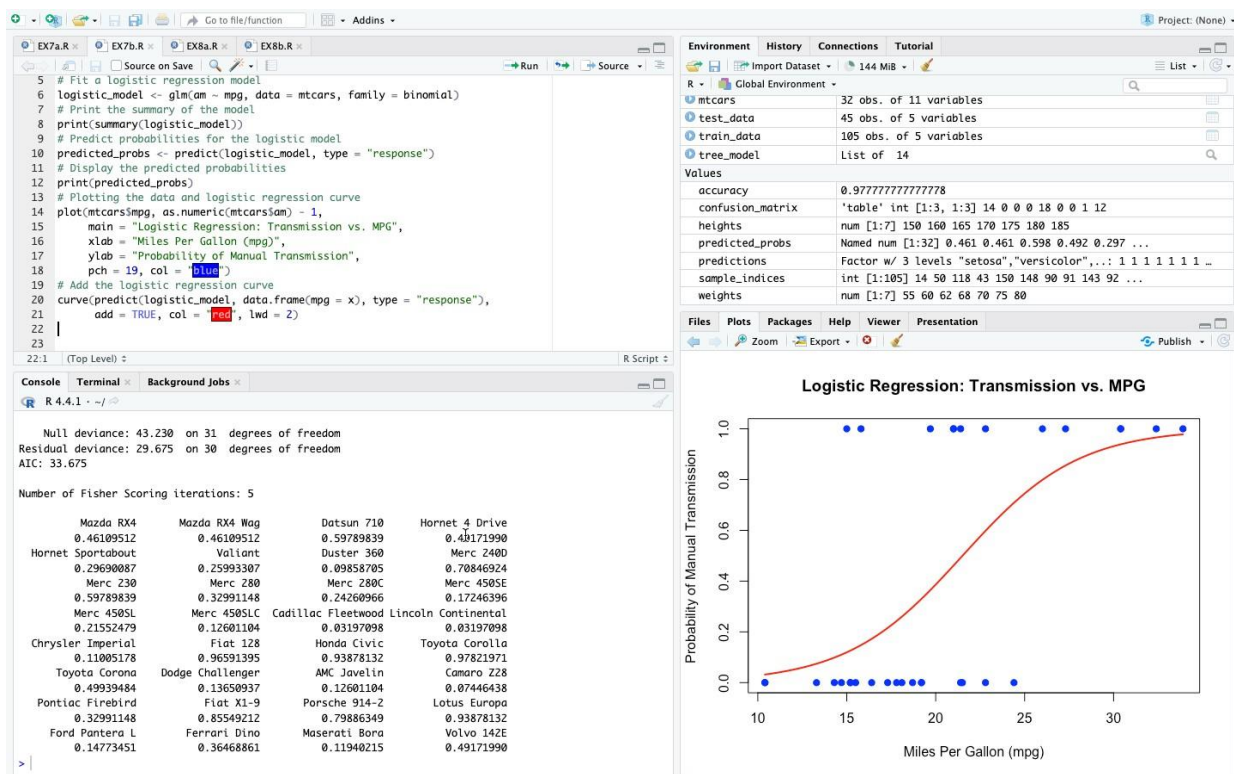 Go to file/function
Addins
Project: (None)
EX7a.R
EX7b.R
EX8a.R
EX8b.R
Source on Save
Run
Source
5 # Fit a logistic regression model
6 logistic_model <- glm(am ~ mpg, data = mtcars, family = binomial)
7 # Print the summary of the model
8 print(summary(logistic_model))
9 # Predict probabilities for the logistic model
10 predicted_probs <- predict(logistic_model, type = "response")
11 # Display the predicted probabilities
12 print(predicted_probs)
13 # Plotting the data and logistic regression curve
14 plot(mtcars$mpg, as.numeric(mtcars$am) - 1,
15 main = "Logistic Regression: Transmission vs. MPG",
16 xlab = "Miles Per Gallon (mpg)",
17 ylab = "Probability of Manual Transmission",
18 pch = 19, col = "blue")
19 # Add the logistic regression curve
20 curve(predict(logistic_model, data.frame(mpg = x), type = "response"),
21 add = TRUE, col = "red", lwd = 2)
22
23
22:1 (Top Level) R Script
Console Terminal Background Jobs
R 4.4.1 · ~/
Null deviance: 43.230 on 31 degrees of freedom
Residual deviance: 29.675 on 30 degrees of freedom
AIC: 33.675
Number of Fisher Scoring iterations: 5
Mazda RX4 Mazda RX4 Wag Datsun 710 Hornet 4 Drive
0.46109512 0.46109512 0.59789839 0.49171990
Hornet Sportabout Valiant Duster 360 Merc 240D
0.29690087 0.25993307 0.09858705 0.70846924
Merc 230 Merc 280 Merc 280C Merc 450SE
0.59789839 0.32991148 0.24260966 0.17246396
Merc 450SL Merc 450SLC Cadillac Fleetwood Lincoln Continental
0.21552479 0.12601104 0.03197098 0.03197098
Chrysler Imperial Fiat 128 Honda Civic Toyota Corolla
0.11005178 0.96591395 0.93878132 0.97821971
Toyota Corona Dodge Challenger AMC Javelin Camaro Z28
0.49939484 0.13650937 0.12601104 0.07446438
Pontiac Firebird Fiat X1-9 Porsche 914-2 Lotus Europa
0.32991148 0.85549212 0.79886349 0.93878132
Ford Pantera L Ferrari Dino Maserati Bora Volvo 142E
0.14773451 0.36468861 0.11940215 0.49171990
>
Environment History Connections Tutorial
Import Dataset 144 MiB List
R Global Environment
mtcars 32 obs. of 11 variables
test_data 45 obs. of 5 variables
train_data 105 obs. of 5 variables
tree_model List of 14
Values
accuracy 0.977777777777778
confusion_matrix 'table' int [1:3, 1:3] 14 0 0 0 18 0 0 1 12
heights num [1:7] 150 160 165 170 175 180 185
predicted_probs Named num [1:32] 0.461 0.461 0.598 0.492 0.297 ...
predictions Factor w/ 3 levels "setosa","versicolor",..: 1 1 1 1 1 1 1 …
sample_indices int [1:105] 14 50 118 43 150 148 90 91 143 92 ...
weights num [1:7] 55 60 62 68 70 75 80
Files Plots Packages Help Viewer Presentation
Zoom Export Publish
Logistic Regression: Transmission vs. MPG
Probability of Manual Transmission
1.0
0.8
0.6
0.4
0.2
0.0
10 15 20 25 30
Miles Per Gallon (mpg)